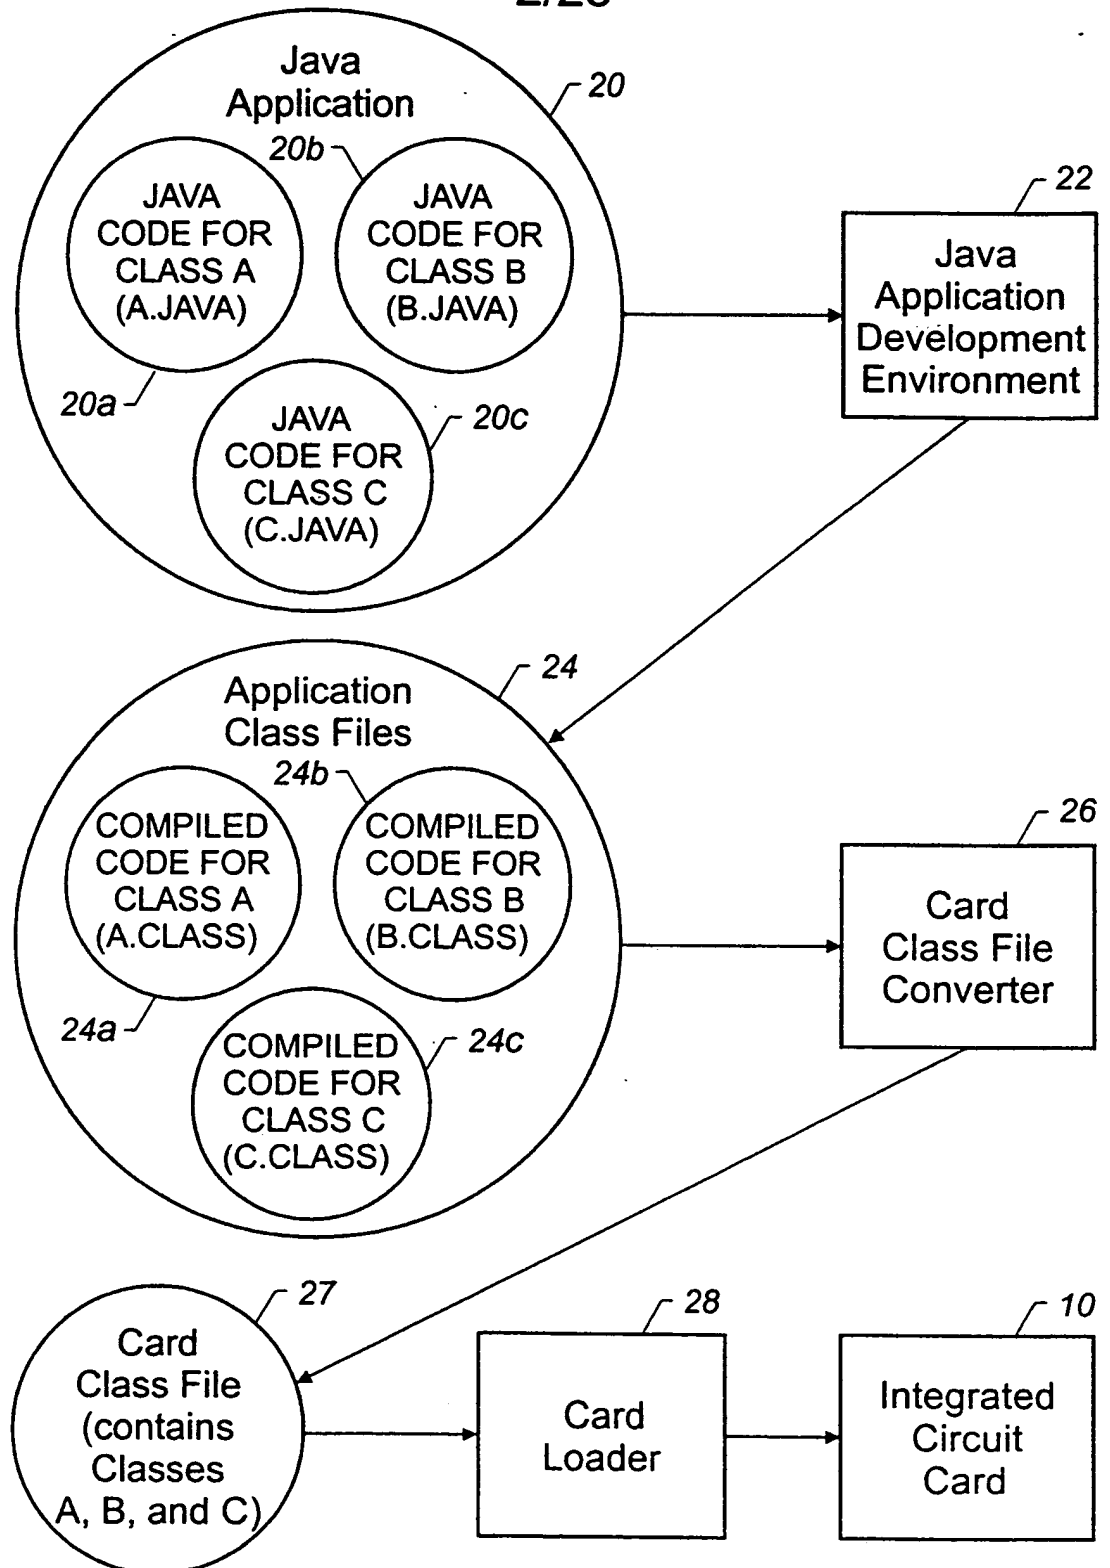 Java
Application
20
20b
JAVA
CODE FOR
CLASS A
(A.JAVA)
JAVA
CODE FOR
CLASS B
(B.JAVA)
20a
JAVA
CODE FOR
CLASS C
(C.JAVA)
20c
22
Java
Application
Development
Environment
24
Application
Class Files
24b
COMPILED
CODE FOR
CLASS A
(A.CLASS)
COMPILED
CODE FOR
CLASS B
(B.CLASS)
24a
COMPILED
CODE FOR
CLASS C
(C.CLASS)
24c
26
Card
Class File
Converter
27
Card
Class File
(contains
Classes
A, B, and C)
28
Card
Loader
10
Integrated
Circuit
Card